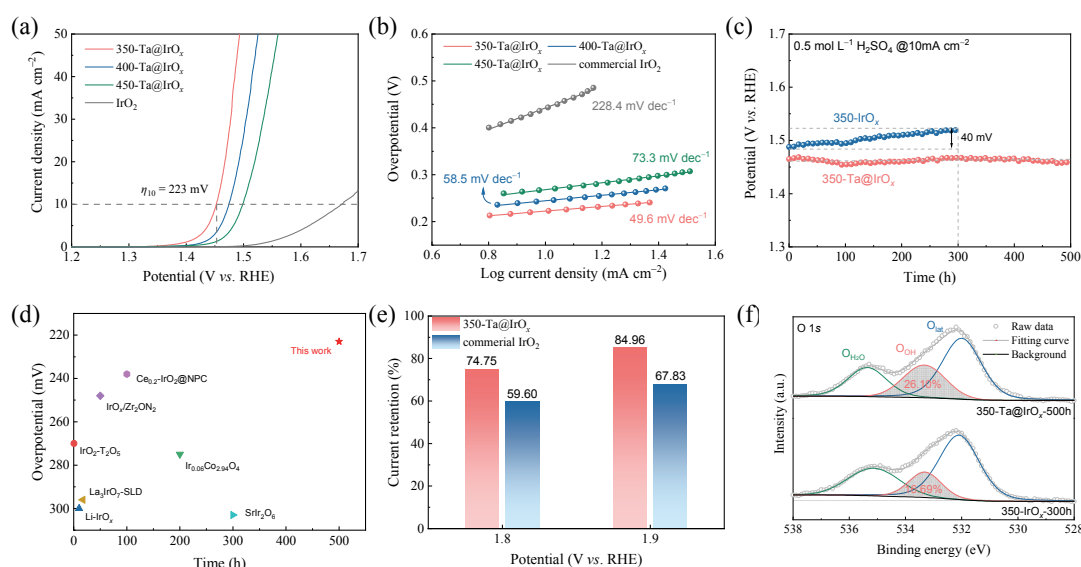 (a)
50
40
30
20
10
0
1.2 1.3 1.4 1.5 1.6 1.7
Current density (mA cm⁻²)
Potential (V vs. RHE)
350-Ta@IrOₓ
400-Ta@IrOₓ
450-Ta@IrOₓ
IrO₂
η₁₀ = 223 mV
(b)
350-Ta@IrOₓ 400-Ta@IrOₓ
450-Ta@IrOₓ commercial IrO₂
0.6
0.4
0.2
0.6 0.8 1.0 1.2 1.4 1.6
Overpotential (V)
Log current density (mA cm⁻²)
228.4 mV dec⁻¹
73.3 mV dec⁻¹
58.5 mV dec⁻¹
49.6 mV dec⁻¹
(c)
0.5 mol L⁻¹ H₂SO₄ @10mA cm⁻²
1.7
1.6
1.5
1.4
1.3
0 100 200 300 400 500
Potential (V vs. RHE)
Time (h)
350-IrOₓ
40 mV
350-Ta@IrOₓ
(d)
220
240
260
280
300
0 100 200 300 400 500
Overpotential (mV)
Time (h)
This work
Ce₀.₂-IrO₂@NPC
IrOₓ/Zr₂ON₂
IrO₂-T₂O₅
Ir₀.₀₆Co₂.₉₄O₄
La₃IrO₇-SLD
Li-IrOₓ
SrIr₂O₆
(e)
100
80
60
40
20
0
1.8 1.9
Current retention (%)
Potential (V vs. RHE)
350-Ta@IrOₓ
commerial IrO₂
74.75
59.60
84.96
67.83
(f)
O 1s
O_H₂O
O_OH
O_lat
Raw data
Fitting curve
Background
26.10%
350-Ta@IrOₓ-500h
350-IrOₓ-300h
538 536 534 532 530 528
Intensity (a.u.)
Binding energy (eV)